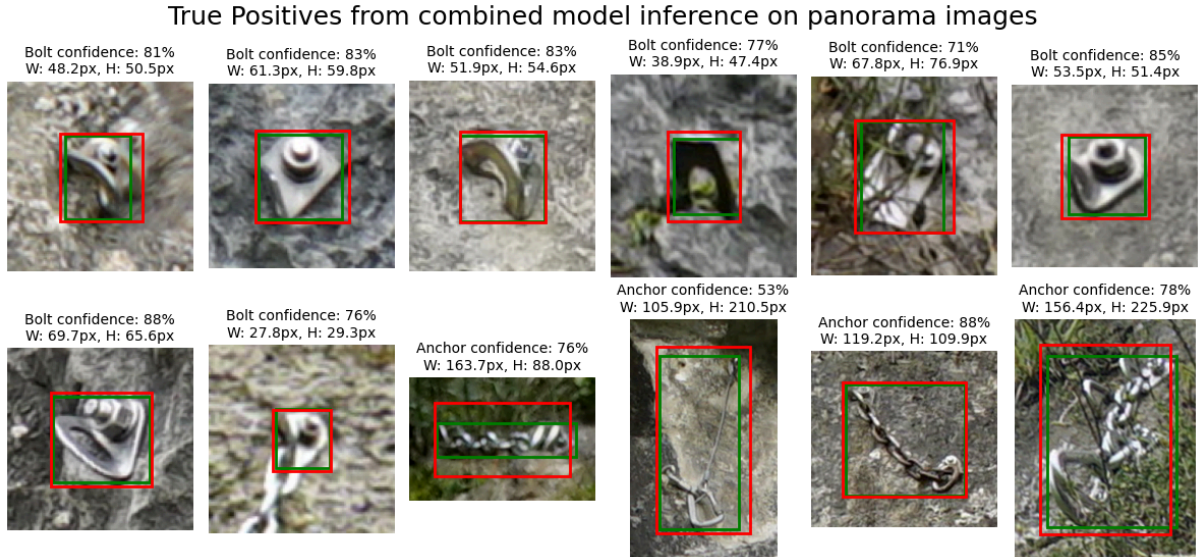 True Positives from combined model inference on panorama images
Bolt confidence: 81%
W: 48.2px, H: 50.5px
Bolt confidence: 83%
W: 61.3px, H: 59.8px
Bolt confidence: 83%
W: 51.9px, H: 54.6px
Bolt confidence: 77%
W: 38.9px, H: 47.4px
Bolt confidence: 71%
W: 67.8px, H: 76.9px
Bolt confidence: 85%
W: 53.5px, H: 51.4px
Bolt confidence: 88%
W: 69.7px, H: 65.6px
Bolt confidence: 76%
W: 27.8px, H: 29.3px
Anchor confidence: 76%
W: 163.7px, H: 88.0px
Anchor confidence: 53%
W: 105.9px, H: 210.5px
Anchor confidence: 88%
W: 119.2px, H: 109.9px
Anchor confidence: 78%
W: 156.4px, H: 225.9px